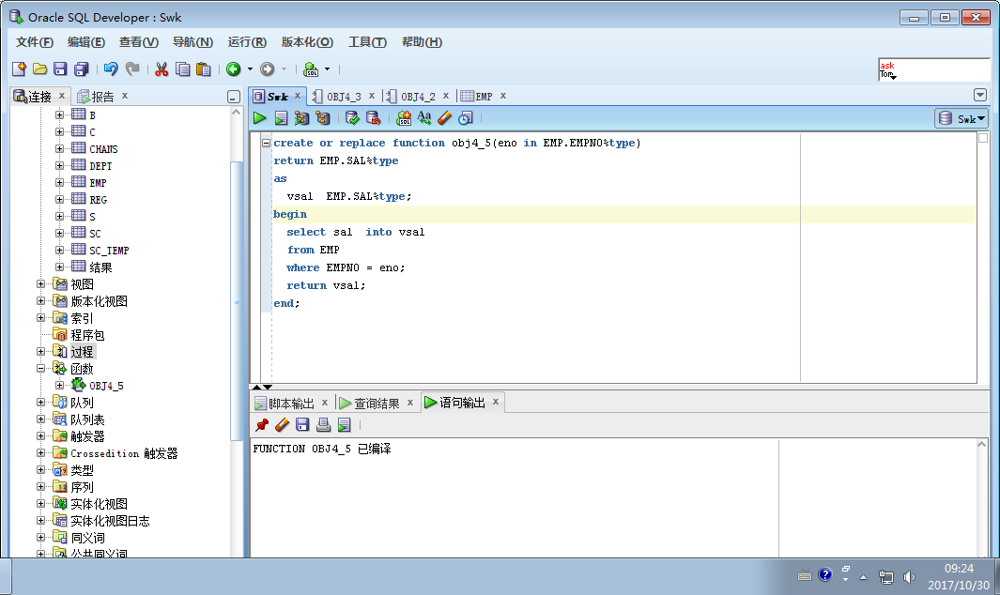 Oracle SQL Developer : Swk
文件(F) 编辑(E) 查看(V) 导航(N) 运行(R) 版本化(O) 工具(T) 帮助(H)
ask
Tom
连接 x 报告 x
Swk x OBJ4_3 x OBJ4_2 x EMP x
SQL Aa
Swk
B
C
CHANS
DEPT
EMP
REG
S
SC
SC_TEMP
结果
视图
版本化视图
索引
程序包
过程
函数
OBJ4_5
队列
队列表
触发器
Crossedition 触发器
类型
序列
实体化视图
实体化视图日志
同义词
公共同义词
create or replace function obj4_5(eno in EMP.EMPNO%type)
return EMP.SAL%type
as
vsal EMP.SAL%type;
begin
select sal into vsal
from EMP
where EMPNO = eno;
return vsal;
end;
脚本输出 x 查询结果 x 语句输出 x
FUNCTION OBJ4_5 已编译
09:24
2017/10/30